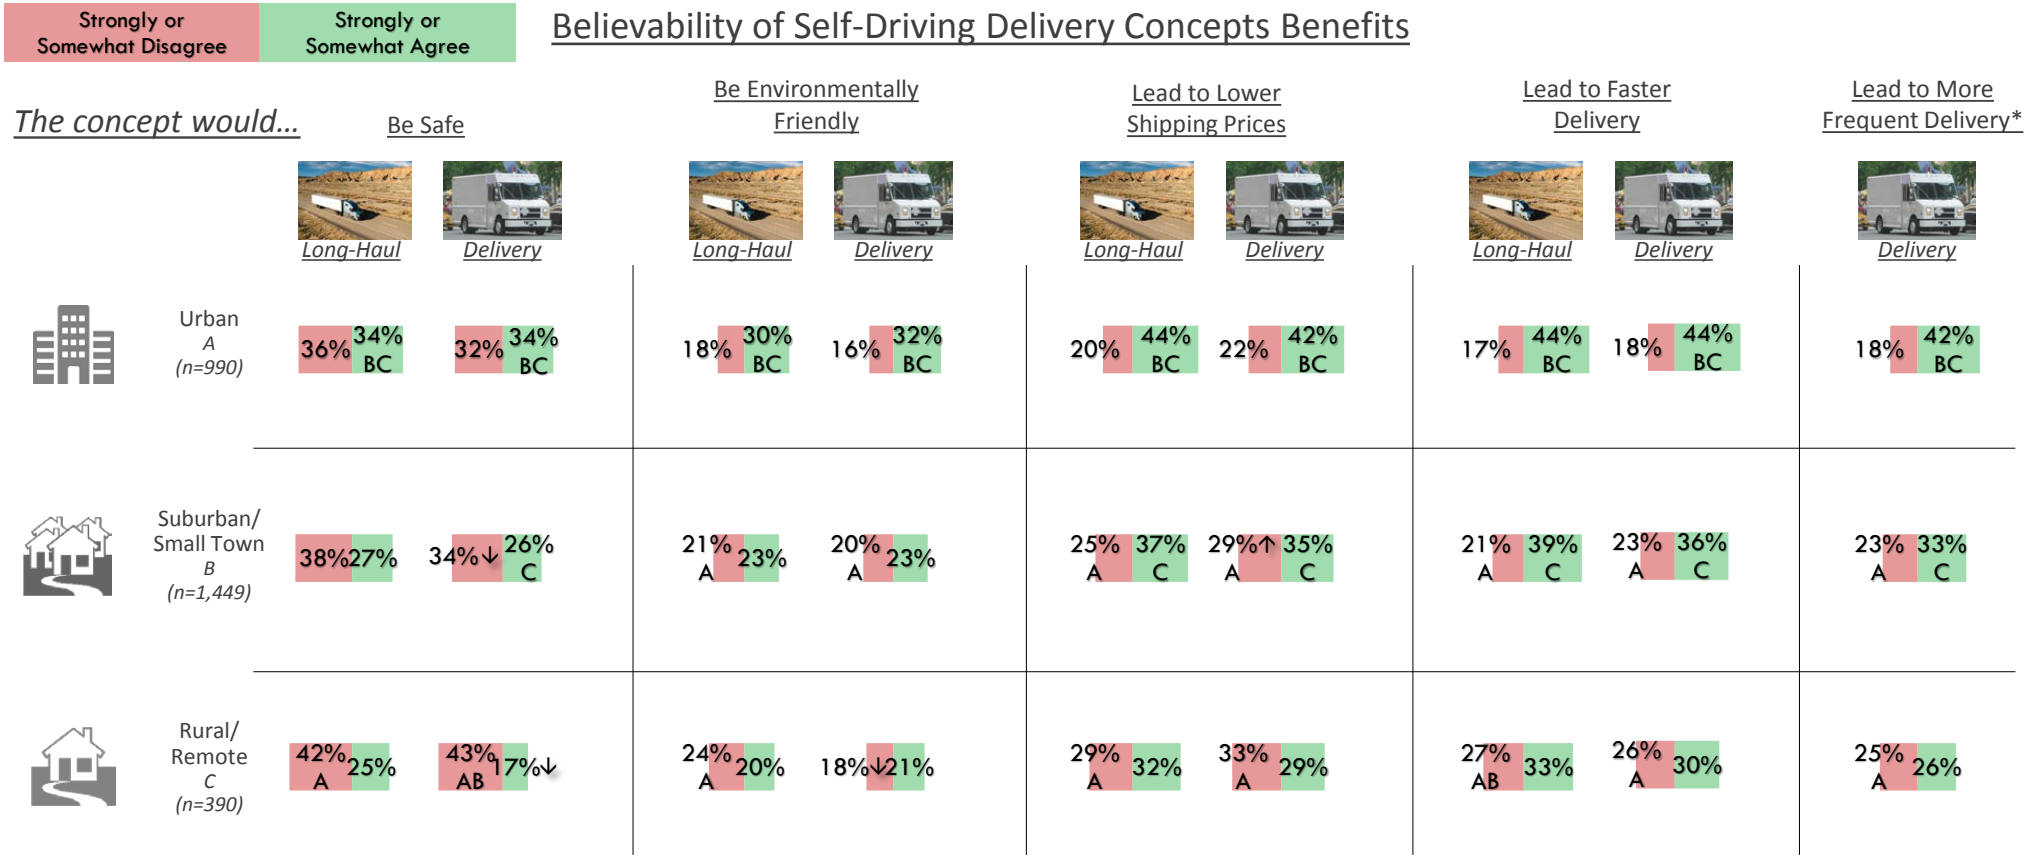 Strongly or
Somewhat Disagree
Strongly or
Somewhat Agree
Believability of Self-Driving Delivery Concepts Benefits
The concept would...
Be Safe
Be Environmentally
Friendly
Lead to Lower
Shipping Prices
Lead to Faster
Delivery
Lead to More
Frequent Delivery*
Long-Haul
Delivery
Long-Haul
Delivery
Long-Haul
Delivery
Long-Haul
Delivery
Delivery
Urban
A
(n=990)
36%
34%
BC
32%
34%
BC
18%
30%
BC
16%
32%
BC
20%
44%
BC
22%
42%
BC
17%
44%
BC
18%
44%
BC
18%
42%
BC
Suburban/
Small Town
B
(n=1,449)
38%
27%
34%↓
26%
C
21%
A
23%
20%
A
23%
25%
A
37%
C
29%↑
A
35%
C
21%
A
39%
C
23%
A
36%
C
23%
A
33%
C
Rural/
Remote
C
(n=390)
42%
A
25%
43%
AB
17%↓
24%
A
20%
18%↓
21%
29%
A
32%
33%
A
29%
27%
AB
33%
26%
A
30%
25%
A
26%